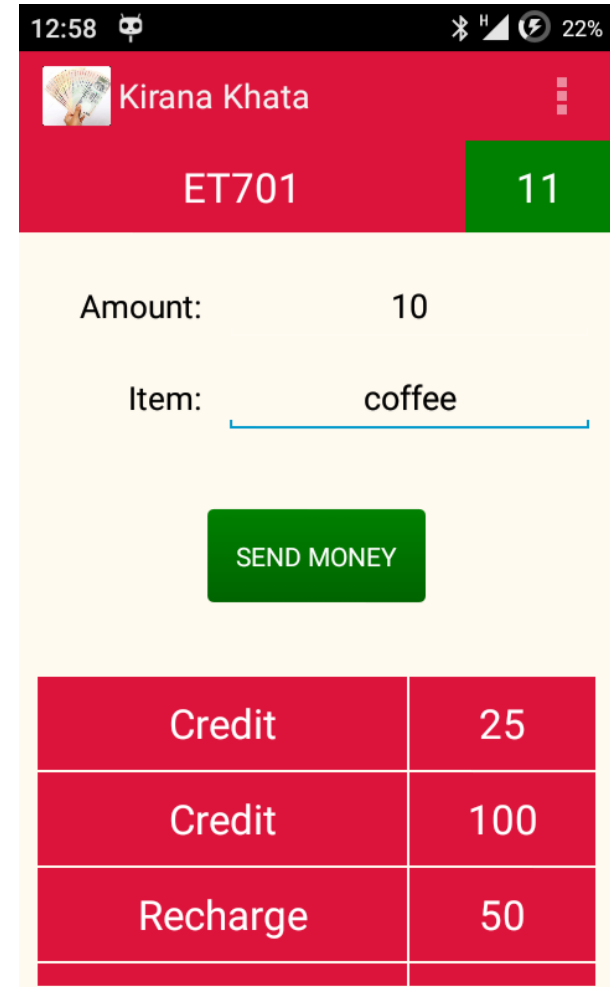 12:58 H 22%
Kirana Khata
ET701 11
Amount: 10
Item: coffee
SEND MONEY
Credit 25
Credit 100
Recharge 50